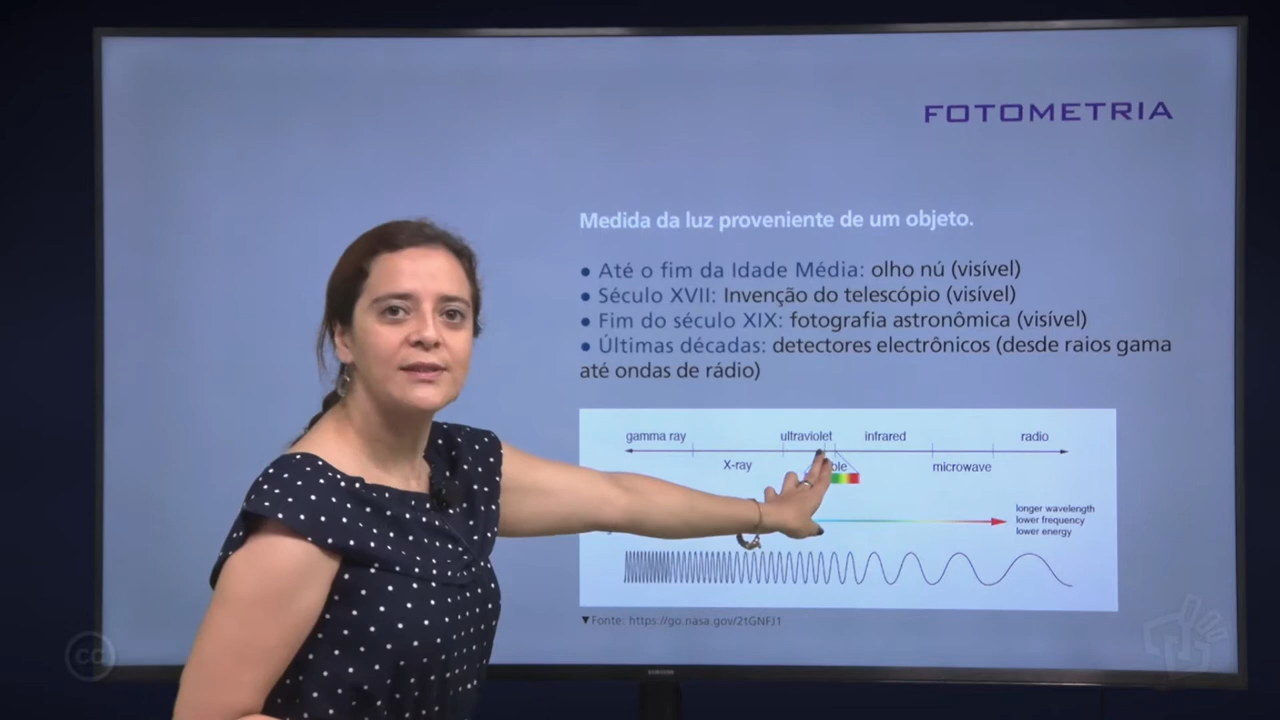 FOTOMETRIA
Medida da luz proveniente de um objeto.
● Até o fim da Idade Média: olho nú (visível)
● Século XVII: Invenção do telescópio (visível)
● Fim do século XIX: fotografia astronômica (visível)
● Últimas décadas: detectores electrônicos (desde raios gama
até ondas de rádio)
gamma ray ultraviolet infrared radio
X-ray microwave
longer wavelength
lower frequency
lower energy
▼Fonte: https://go.nasa.gov/2tGNFJ1
SAMSUNG
cc